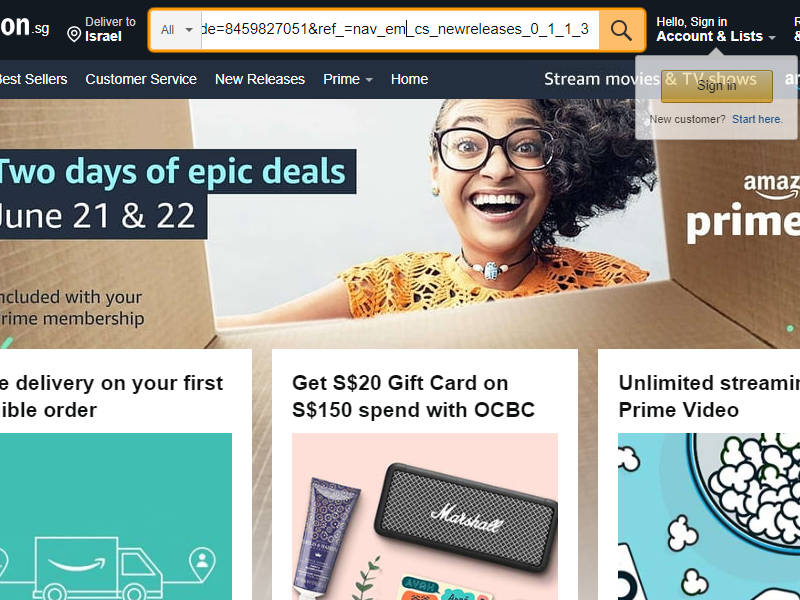 on.sg
Deliver to
Israel
All
de=8459827051&ref_=nav_em_cs_newreleases_0_1_1_3
Hello, Sign in
Account & Lists
R
&
Best Sellers
Customer Service
New Releases
Prime
Home
Stream movies & TV shows
Sign in
New customer? Start here.
Two days of epic deals
June 21 & 22
amaz
prime
ncluded with your
rime membership
e delivery on your first
ible order
Get S$20 Gift Card on
S$150 spend with OCBC
Unlimited streamin
Prime Video
Marshall